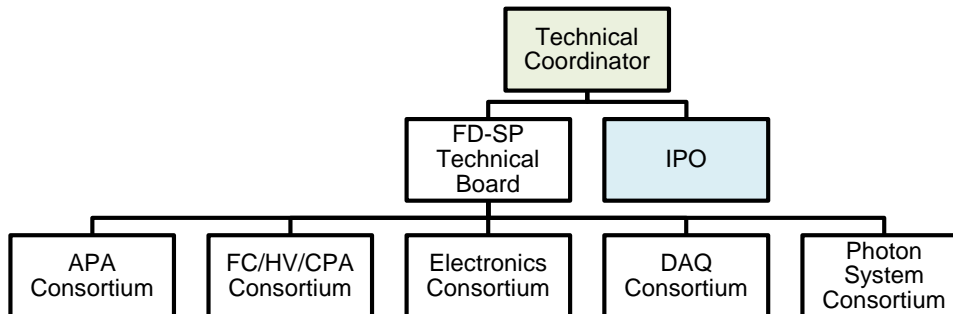 Technical
Coordinator
FD-SP
Technical
Board
IPO
APA
Consortium
FC/HV/CPA
Consortium
Electronics
Consortium
DAQ
Consortium
Photon
System
Consortium